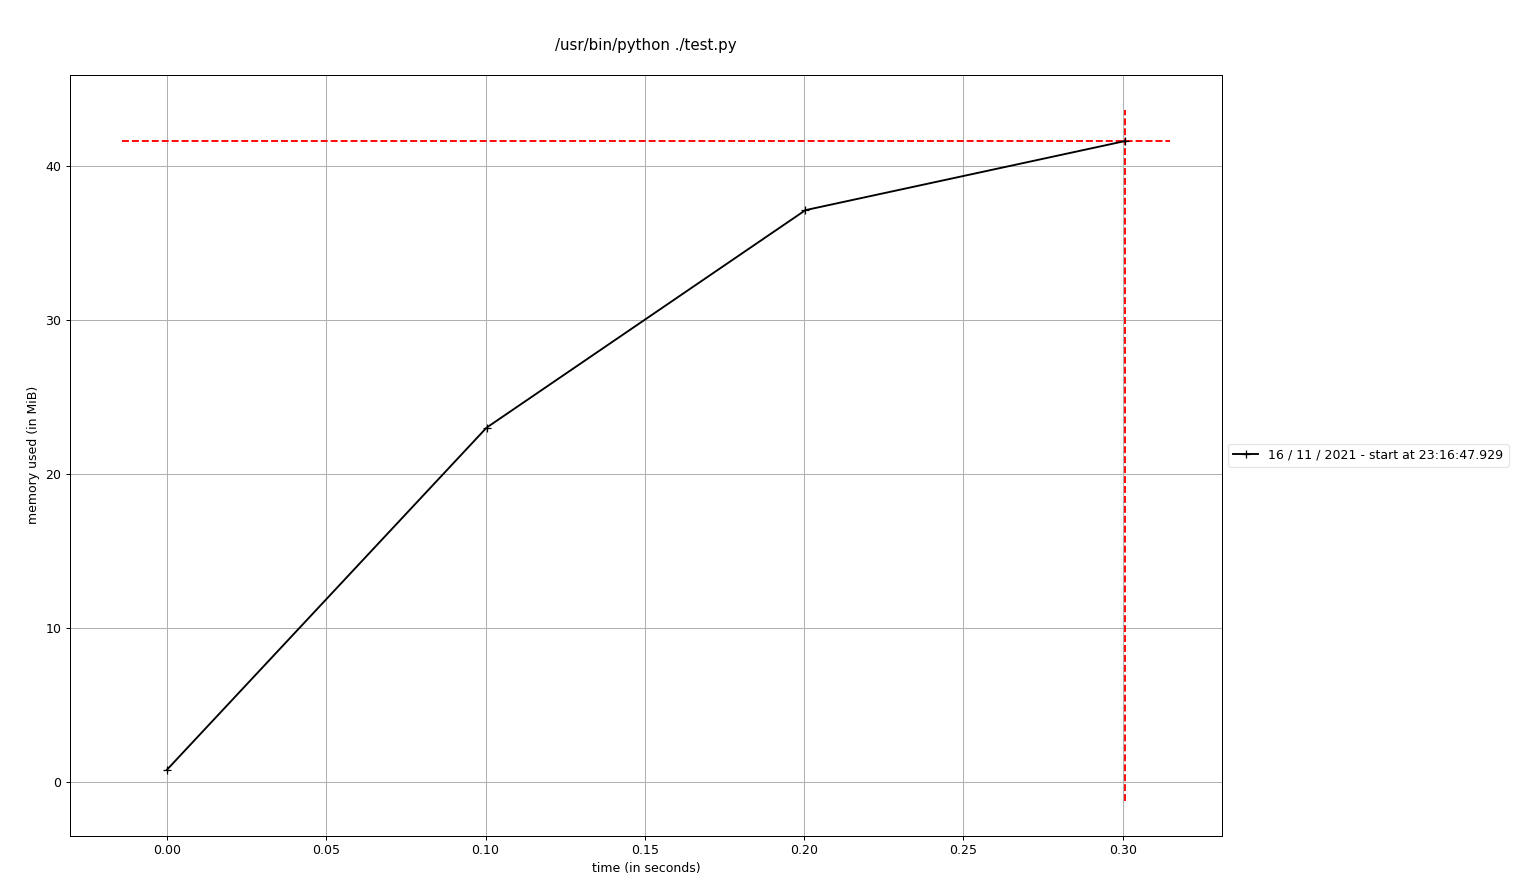 /usr/bin/python ./test.py
memory used (in MiB)
40
30
20
10
0
0.00 0.05 0.10 0.15 0.20 0.25 0.30
time (in seconds)
16 / 11 / 2021 - start at 23:16:47.929